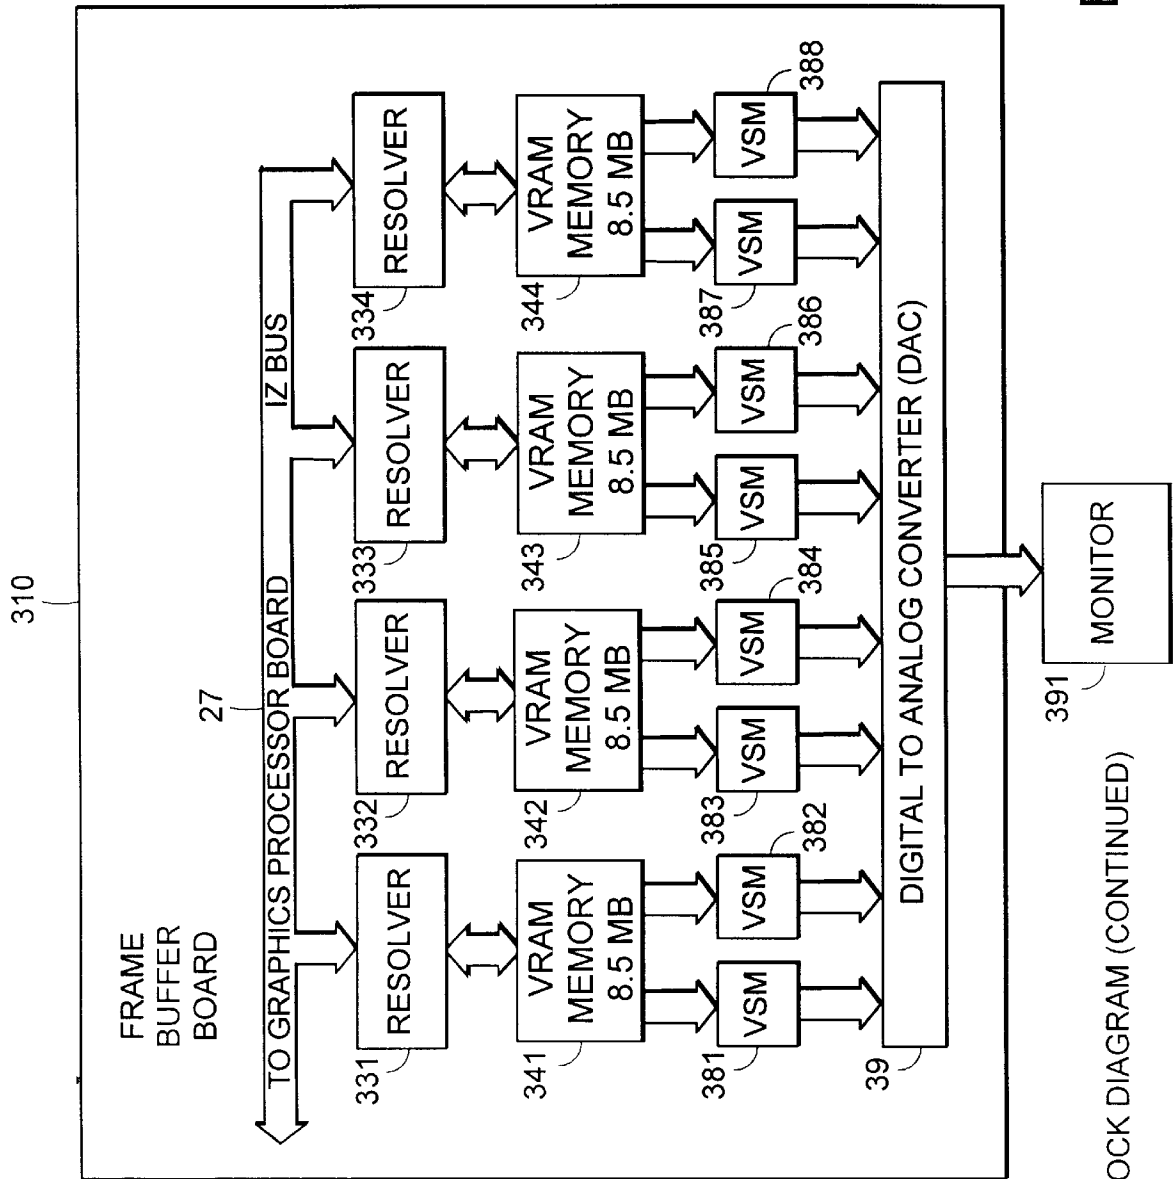 310
FRAME
BUFFER
BOARD
27
TO GRAPHICS PROCESSOR BOARD
IZ BUS
RESOLVER
331
RESOLVER
332
RESOLVER
333
RESOLVER
334
VRAM
MEMORY
8.5 MB
341
VRAM
MEMORY
8.5 MB
342
VRAM
MEMORY
8.5 MB
343
VRAM
MEMORY
8.5 MB
344
VSM
381
VSM
382
VSM
383
VSM
384
VSM
385
VSM
386
VSM
387
VSM
388
DIGITAL TO ANALOG CONVERTER (DAC)
39
MONITOR
391
OCK DIAGRAM (CONTINUED)